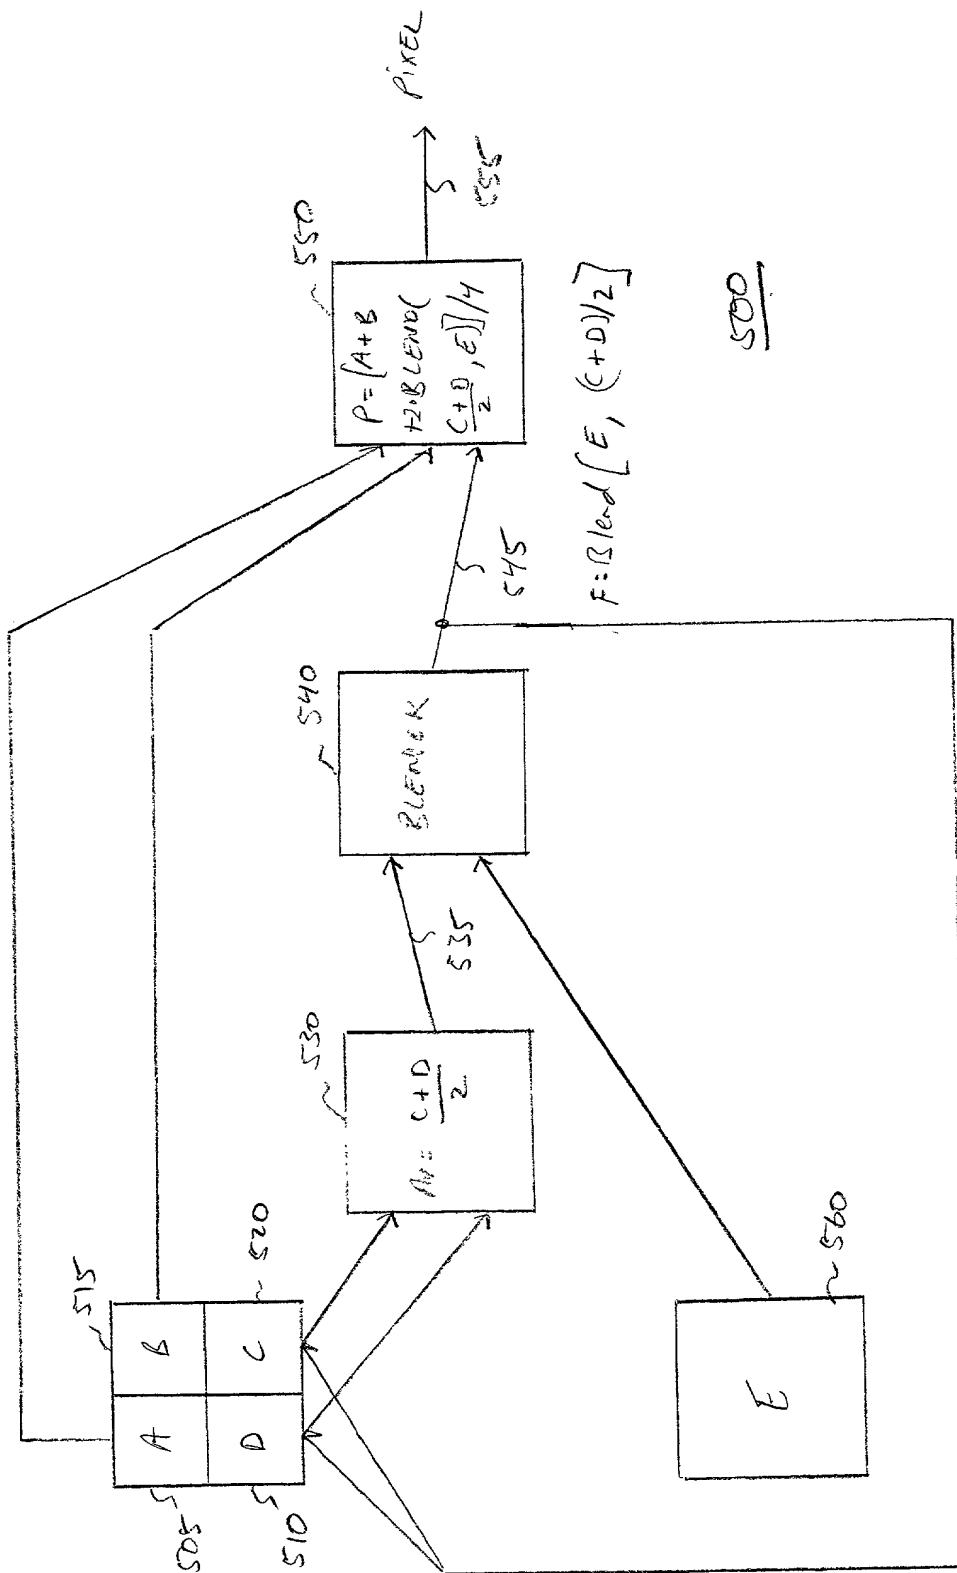 515
505
A
B
D
C
510
520
530
Av = C+D
2
535
540
BLENDER
545
550
P=[A+B
+2·BLEND(
C+D
2
,E)]/4
555
PIXEL
E
560
F=Blend[E, (C+D)/2]
500